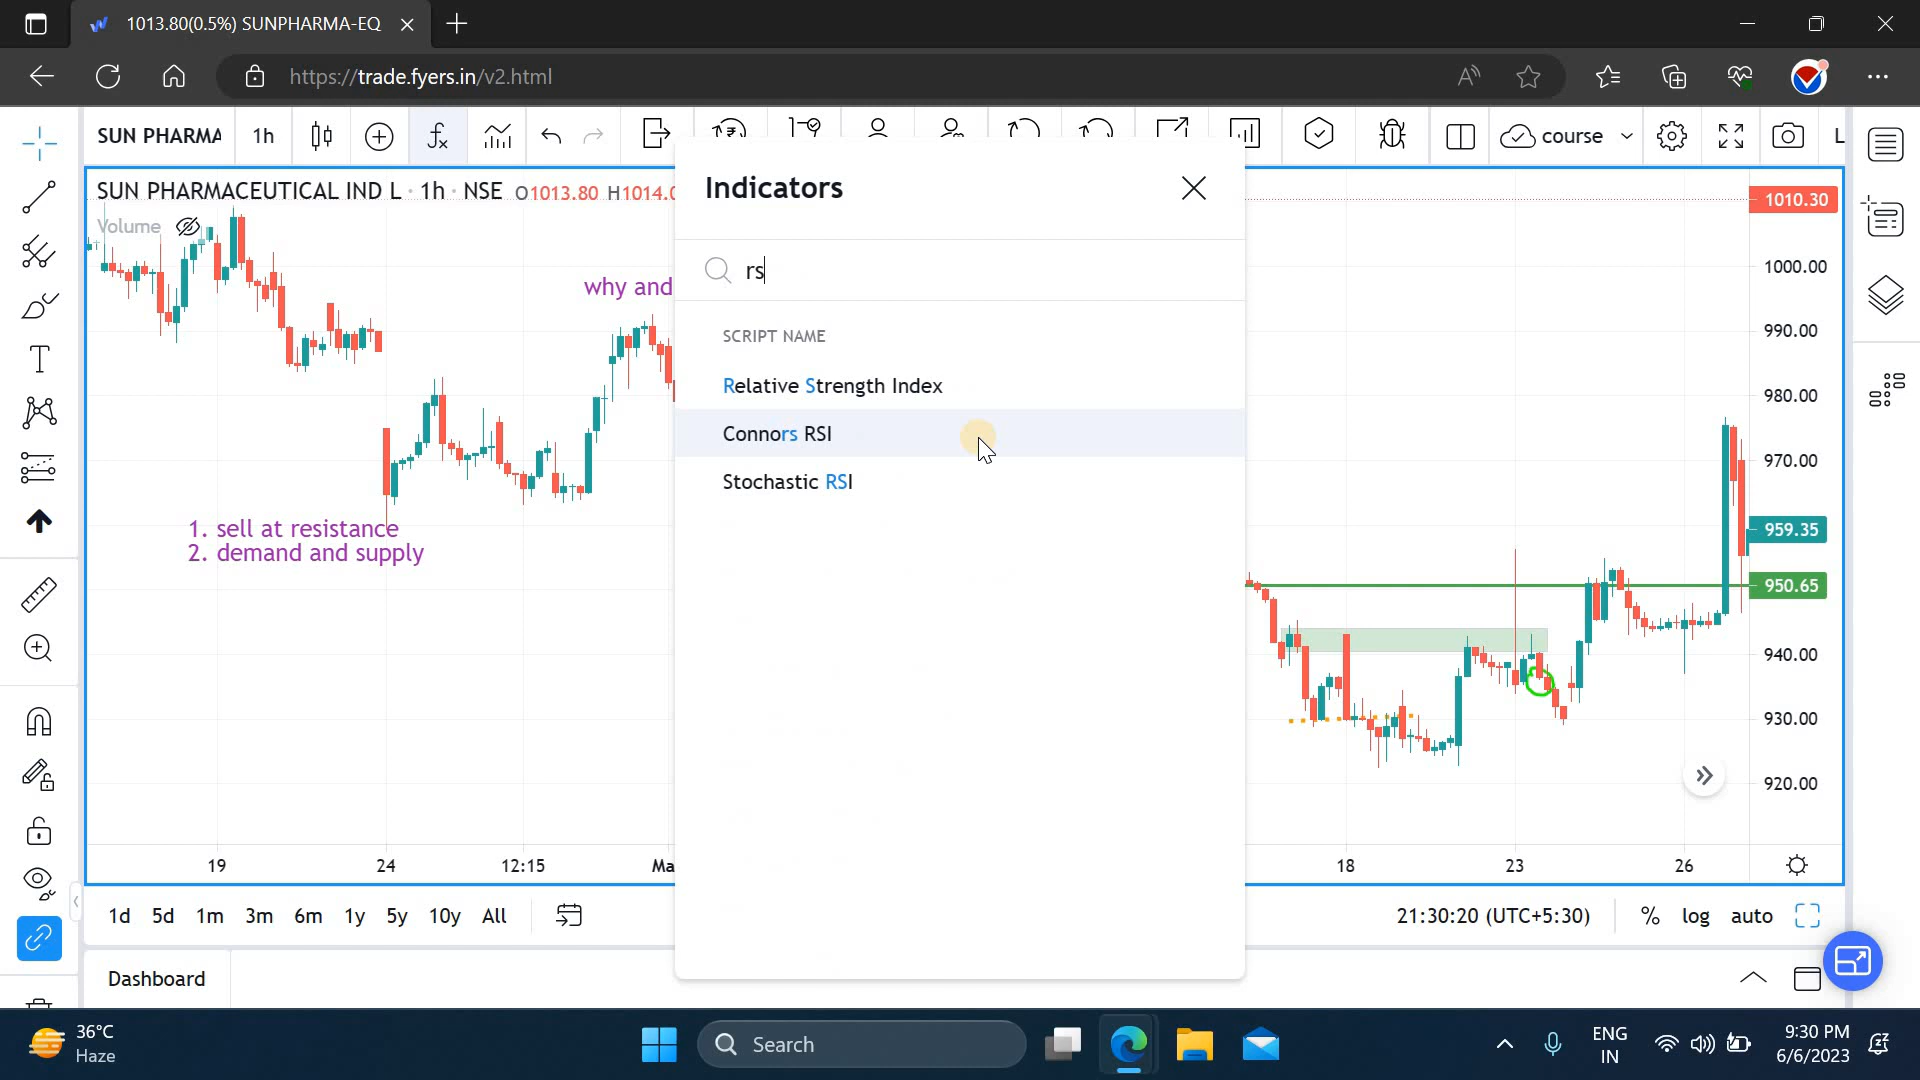 1013.80(0.5%) SUNPHARMA-EQ
https://trade.fyers.in/v2.html
SUN PHARMA
1h
course
SUN PHARMACEUTICAL IND L · 1h · NSE O1013.80 H1014.0
Volume
why and
1. sell at resistance
2. demand and supply
Indicators
rs
SCRIPT NAME
Relative Strength Index
Connors RSI
Stochastic RSI
1010.30
1000.00
990.00
980.00
970.00
959.35
950.65
940.00
930.00
920.00
19 24 12:15 Ma 18 23 26
1d 5d 1m 3m 6m 1y 5y 10y All
21:30:20 (UTC+5:30) % log auto
Dashboard
36°C
Haze
Search
ENG
IN
9:30 PM
6/6/2023